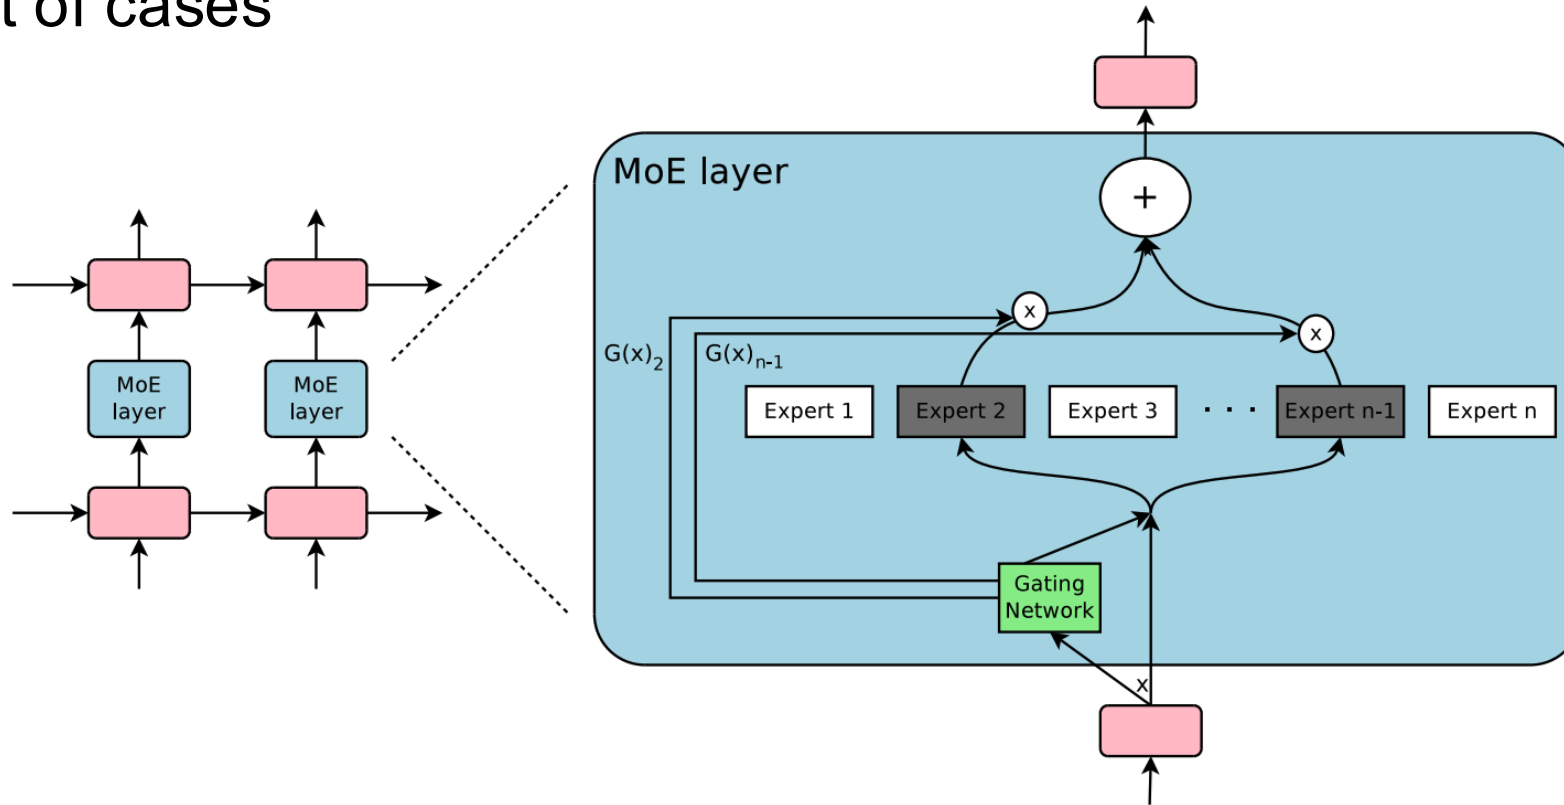 t of cases
MoE layer
+
x
x
G(x)2
G(x)n-1
MoE
layer
MoE
layer
Expert 1
Expert 2
Expert 3
. . .
Expert n-1
Expert n
Gating
Network
x